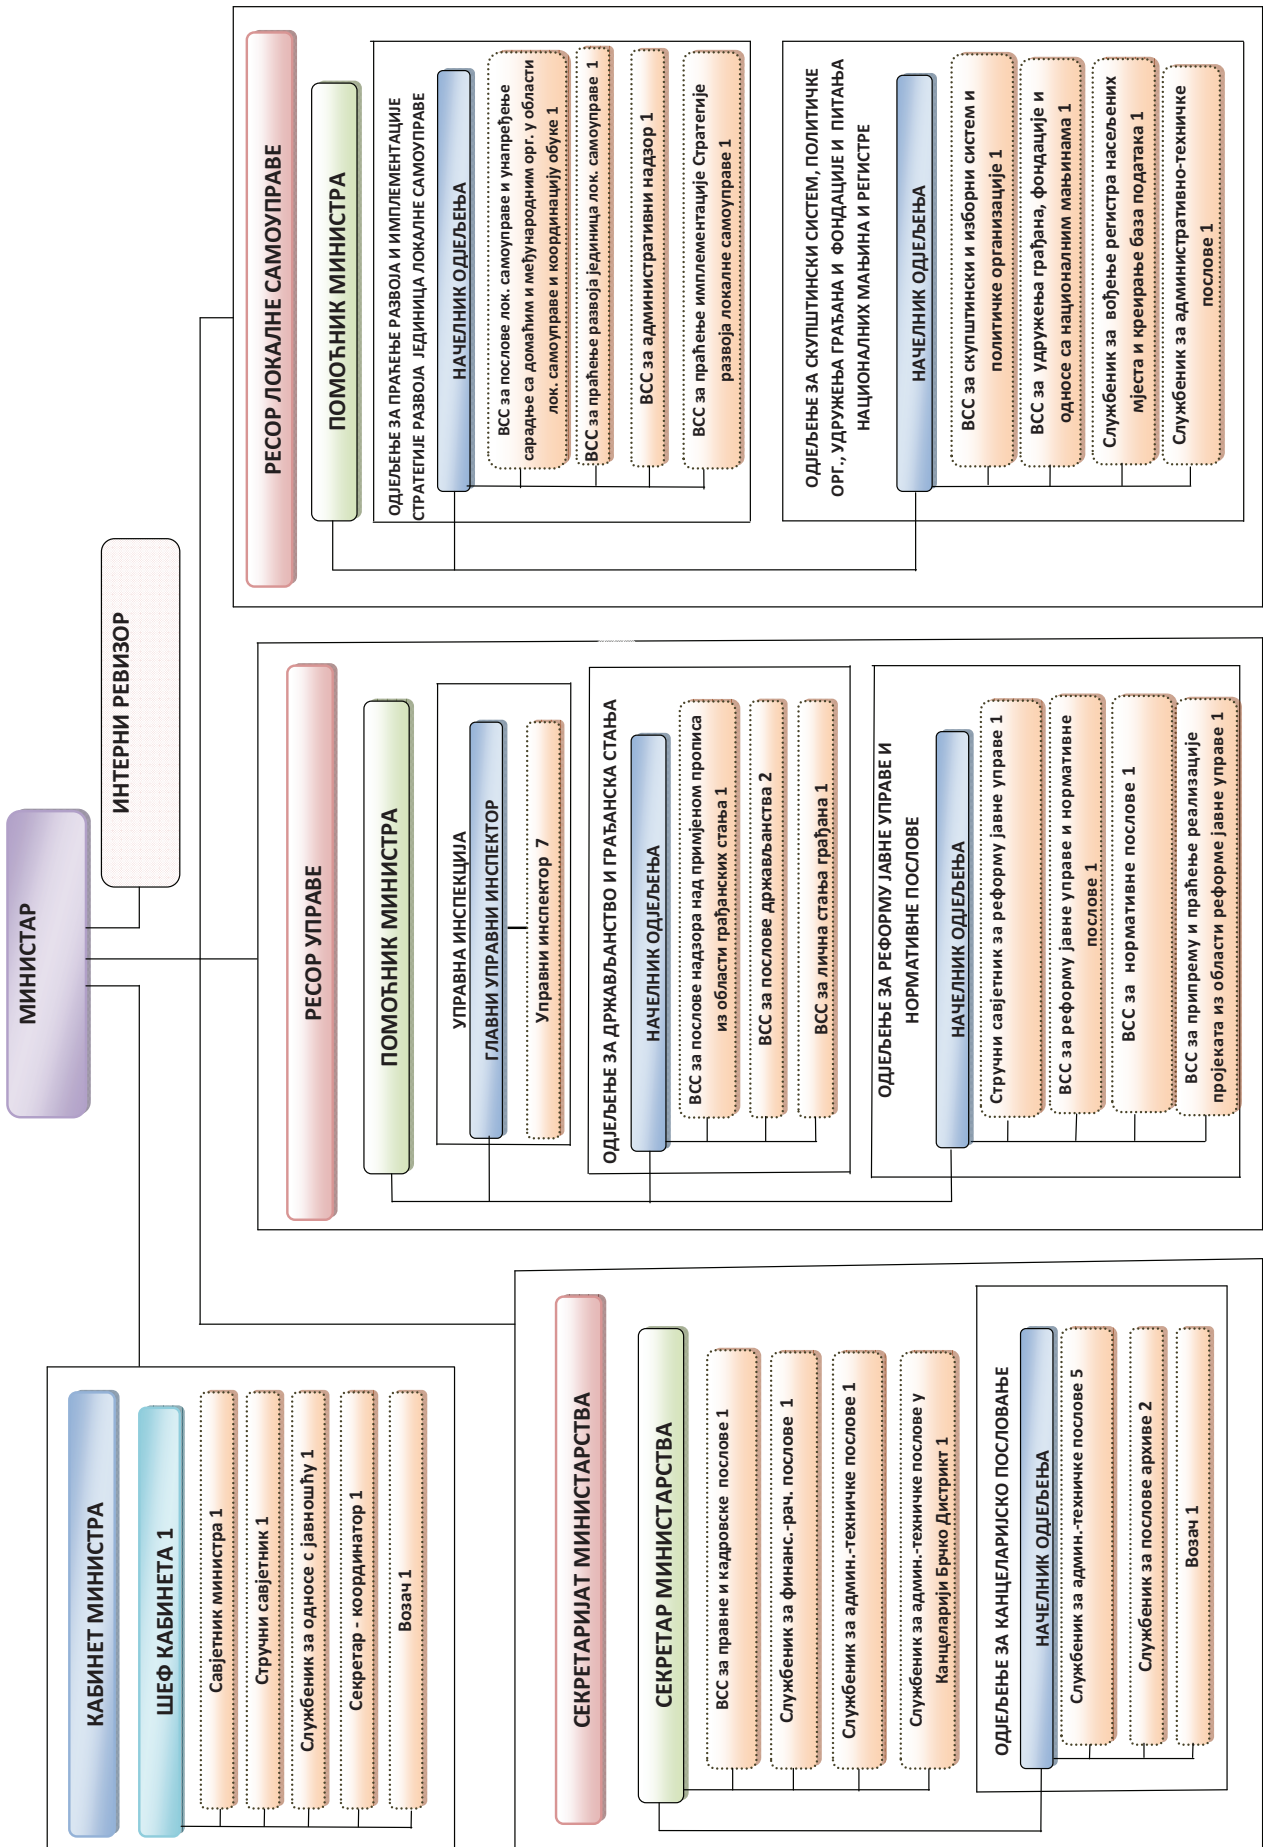 МИНИСТАР
ИНТЕРНИ РЕВИЗОР
КАБИНЕТ МИНИСТРА
ШЕФ КАБИНЕТА 1
Савјетник министра 1
Стручни савјетник 1
Службеник за односе с јавношћу 1
Секретар - координатор 1
Возач 1
СЕКРЕТАРИЈАТ МИНИСТАРСТВА
СЕКРЕТАР МИНИСТАРСТВА
ВСС за правне и кадровске послове 1
Службеник за финанс.-рач. послове 1
Службеник за админ.-техничке послове 1
Службеник за админ.-техничке послове у
Канцеларији Брчко Дистрикт 1
ОДЈЕЉЕЊЕ ЗА КАНЦЕЛАРИЈСКО ПОСЛОВАЊЕ
НАЧЕЛНИК ОДЈЕЉЕЊА
Службеник за админ.-техничке послове 5
Службеник за послове архиве 2
Возач 1
РЕСОР УПРАВЕ
ПОМОЋНИК МИНИСТРА
УПРАВНА ИНСПЕКЦИЈА
ГЛАВНИ УПРАВНИ ИНСПЕКТОР
Управни инспектор 7
ОДЈЕЉЕЊЕ ЗА ДРЖАВЉАНСТВО И ГРАЂАНСКА СТАЊА
НАЧЕЛНИК ОДЈЕЉЕЊА
ВСС за послове надзора над примјеном прописа
из области грађанских стања 1
ВСС за послове држављанства 2
ВСС за лична стања грађана 1
ОДЈЕЉЕЊЕ ЗА РЕФОРМУ ЈАВНЕ УПРАВЕ И
НОРМАТИВНЕ ПОСЛОВЕ
НАЧЕЛНИК ОДЈЕЉЕЊА
Стручни савјетник за реформу јавне управе 1
ВСС за реформу јавне управе и нормативне
послове 1
ВСС за нормативне послове 1
ВСС за припрему и праћење реализације
пројеката из области реформе јавне управе 1
РЕСОР ЛОКАЛНЕ САМОУПРАВЕ
ПОМОЋНИК МИНИСТРА
ОДЈЕЉЕЊЕ ЗА ПРАЋЕЊЕ РАЗВОЈА И ИМПЛЕМЕНТАЦИЈЕ
СТРАТЕГИЈЕ РАЗВОЈА ЈЕДИНИЦА ЛОКАЛНЕ САМОУПРАВЕ
НАЧЕЛНИК ОДЈЕЉЕЊА
ВСС за послове лок. самоуправе и унапређење
сарадње са домаћим и међународним орг. у области
лок. самоуправе и координацију обуке 1
ВСС за праћење развоја јединица лок. самоуправе 1
ВСС за административни надзор 1
ВСС за праћење имплементације Стратегије
развоја локалне самоуправе 1
ОДЈЕЉЕЊЕ ЗА СКУПШТИНСКИ СИСТЕМ, ПОЛИТИЧКЕ
ОРГ., УДРУЖЕЊА ГРАЂАНА И ФОНДАЦИЈЕ И ПИТАЊА
НАЦИОНАЛНИХ МАЊИНА И РЕГИСТРЕ
НАЧЕЛНИК ОДЈЕЉЕЊА
ВСС за скупштински и изборни систем и
политичке организације 1
ВСС за удружења грађана, фондације и
односе са националним мањинама 1
Службеник за вођење регистра насељених
мјеста и креирање база података 1
Службеник за административно-техничке
послове 1